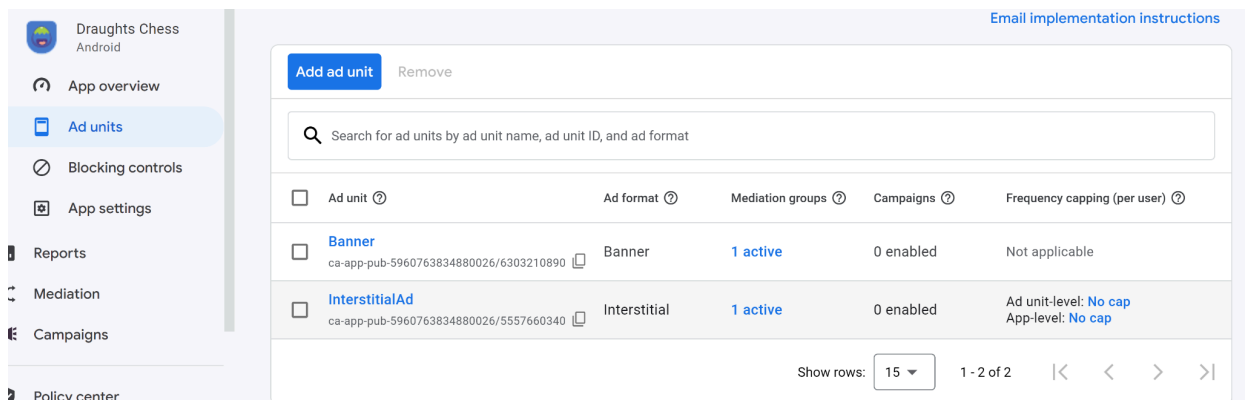 Draughts Chess
Android
App overview
Ad units
Blocking controls
App settings
Reports
Mediation
Campaigns
Policy center
Email implementation instructions
Add ad unit Remove
Search for ad units by ad unit name, ad unit ID, and ad format
Ad unit Ad format Mediation groups Campaigns Frequency capping (per user)
Banner
ca-app-pub-5960763834880026/6303210890
Banner 1 active 0 enabled Not applicable
InterstitialAd
ca-app-pub-5960763834880026/5557660340
Interstitial 1 active 0 enabled
Ad unit-level: No cap
App-level: No cap
Show rows: 15 1 - 2 of 2